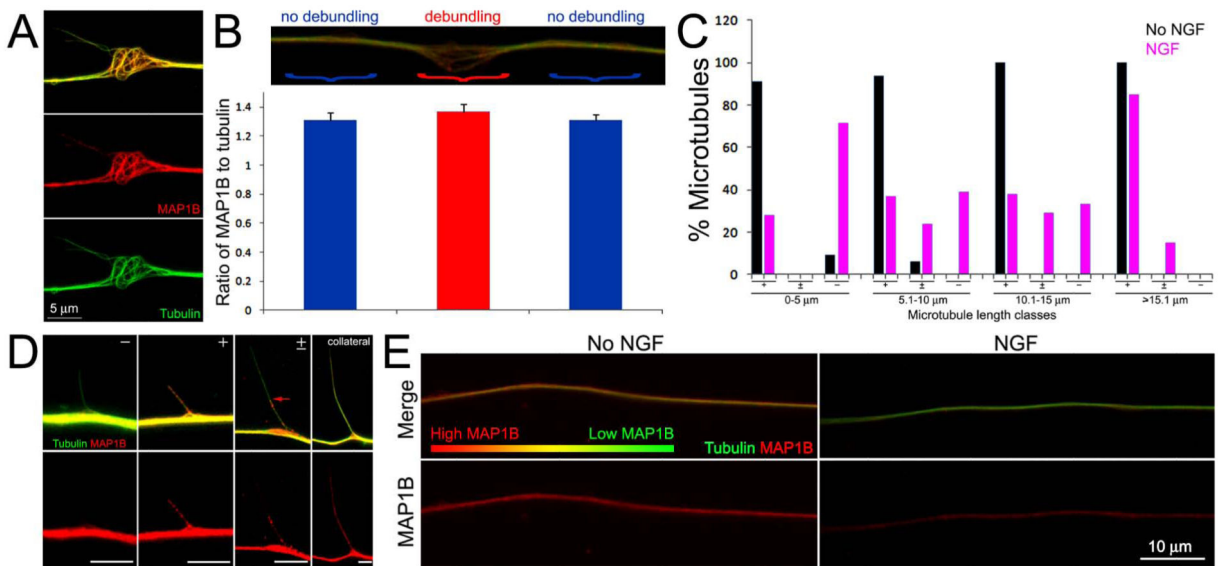 A
MAP1B
5 µm
Tubulin
B
no debundling debundling no debundling
Ratio of MAP1B to tubulin
1.4
1.2
1
0.8
0.6
0.4
0.2
0
C
No NGF
NGF
% Microtubules
120
100
80
60
40
20
0
+ ± − + ± − + ± − + ± −
0-5 µm 5.1-10 µm 10.1-15 µm >15.1 µm
Microtubule length classes
D
− + ± collateral
Tubulin MAP1B
E
No NGF NGF
Merge
High MAP1B Low MAP1B
Tubulin MAP1B
MAP1B
10 µm